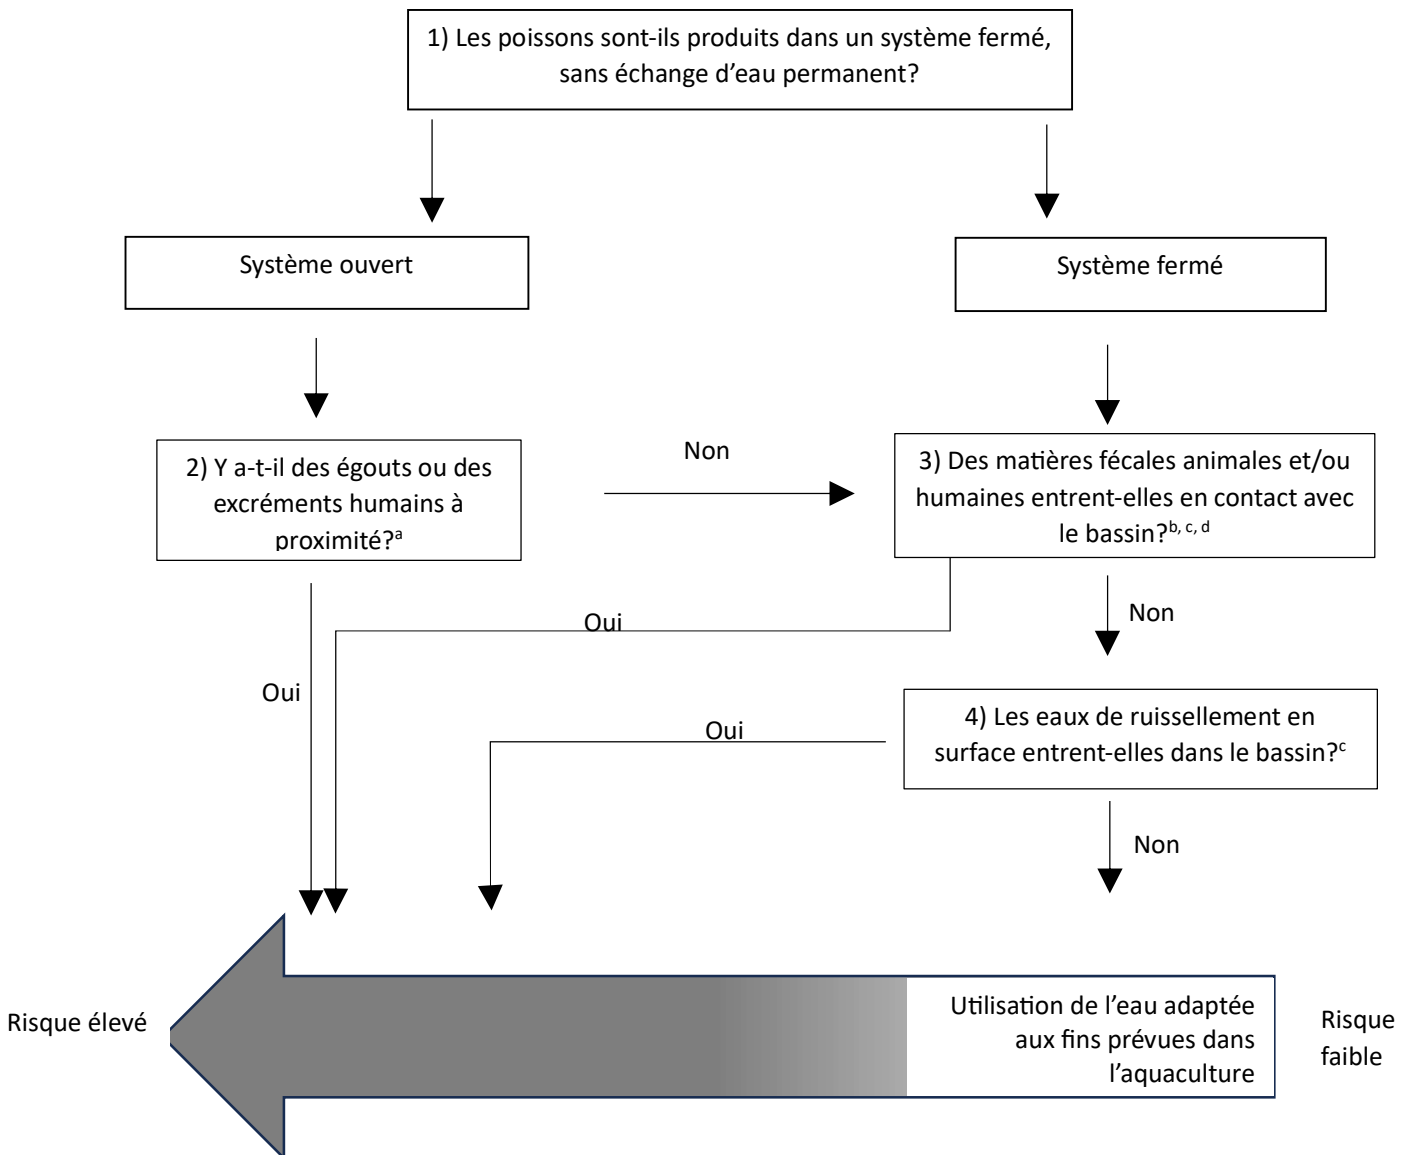 1) Les poissons sont-ils produits dans un système fermé,
sans échange d’eau permanent?
Système ouvert
Système fermé
2) Y a-t-il des égouts ou des
excréments humains à
proximité?ᵃ
Non
3) Des matières fécales animales et/ou
humaines entrent-elles en contact avec
le bassin?ᵇ, ᶜ, ᵈ
Oui
Non
Oui
4) Les eaux de ruissellement en
surface entrent-elles dans le bassin?ᶜ
Oui
Non
Risque élevé
Utilisation de l’eau adaptée
aux fins prévues dans
l’aquaculture
Risque
faible